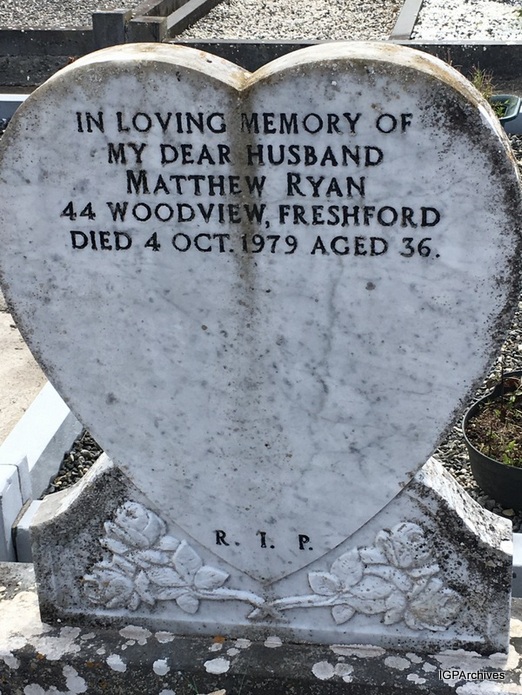 IN LOVING MEMORY OF
MY DEAR HUSBAND
MATTHEW RYAN
44 WOODVIEW, FRESHFORD
DIED 4 OCT. 1979 AGED 36.
R. I. P.
IGPArchives